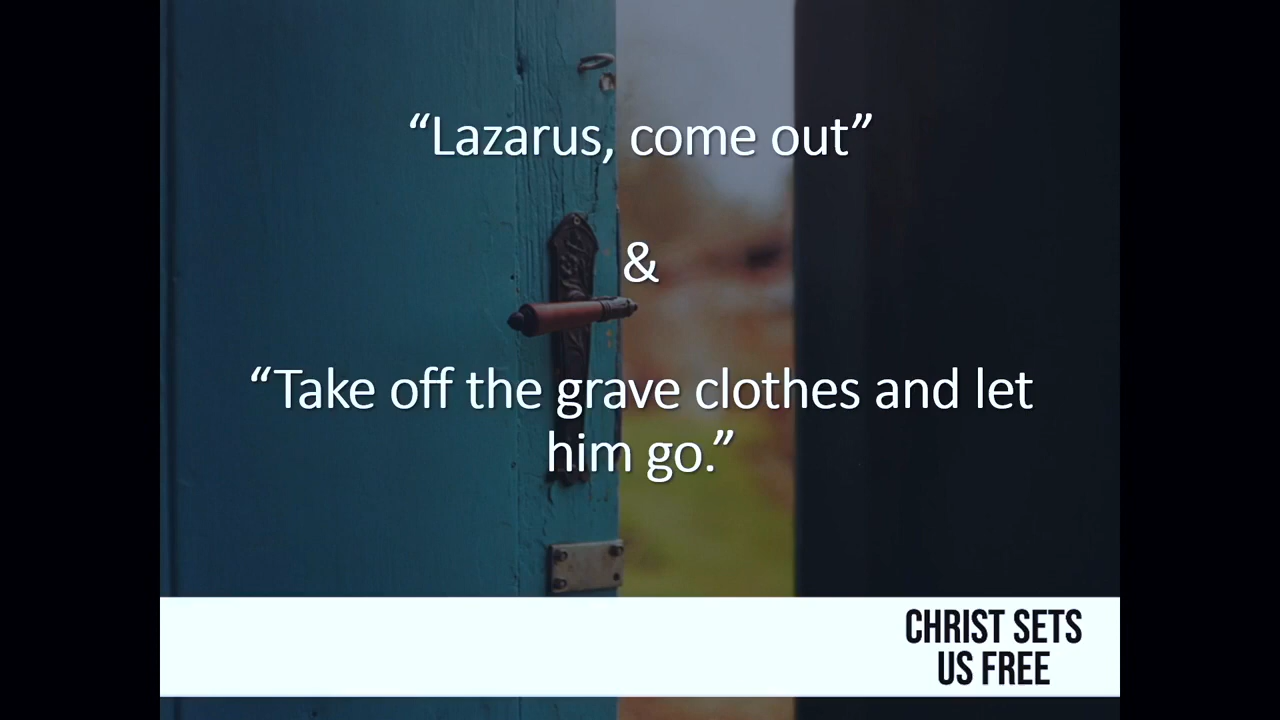 “Lazarus, come out”
&
“Take off the grave clothes and let
him go.”
CHRIST SETS
US FREE